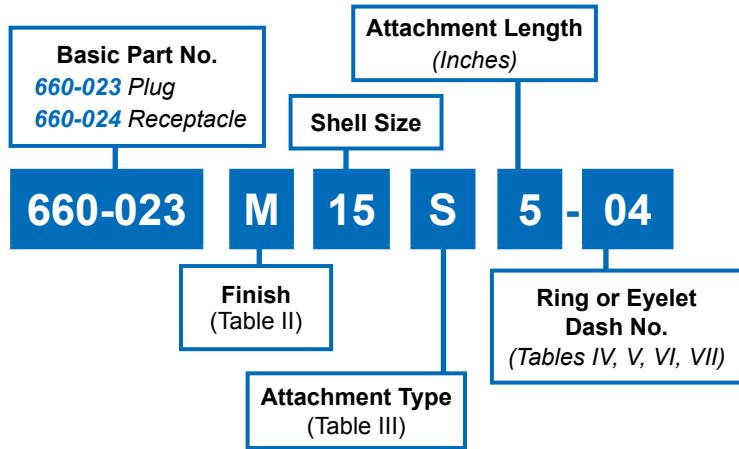 Basic Part No.
660-023 Plug
660-024 Receptacle
Attachment Length
(Inches)
Shell Size
660-023 M 15 S 5 - 04
Finish
(Table II)
Ring or Eyelet
Dash No.
(Tables IV, V, VI, VII)
Attachment Type
(Table III)